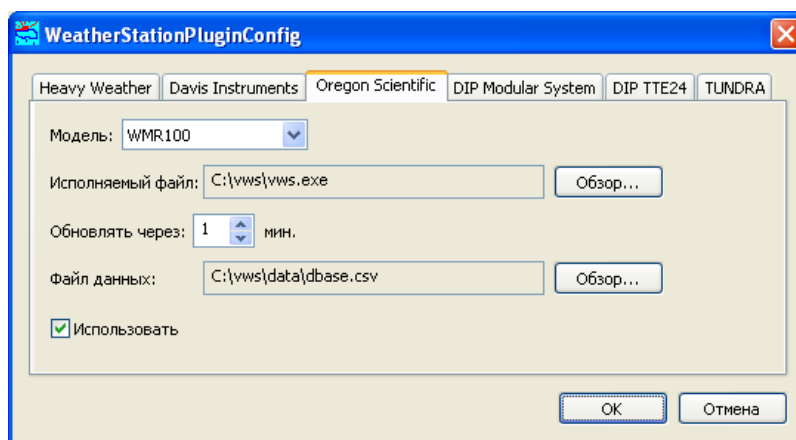 WeatherStationPluginConfig
Heavy Weather Davis Instruments Oregon Scientific DIP Modular System DIP TTE24 TUNDRA
Модель: WMR100
Исполняемый файл: C:\vws\vws.exe Обзор...
Обновлять через: 1 мин.
Файл данных: C:\vws\data\dbase.csv Обзор...
Использовать
OK Отмена